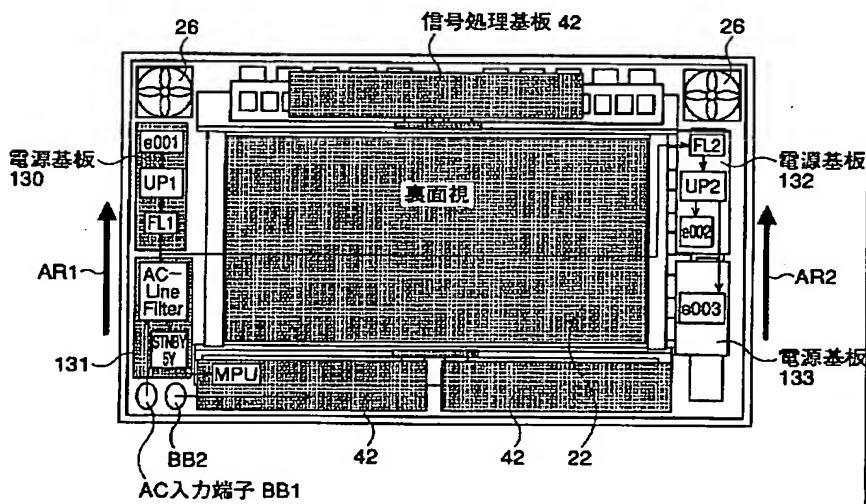 信号処理基板 42
26
26
e001
電源基板
130
UP1
FL1
AR1
AC-
Line
Filter
STNBY
5Y
131
MPU
裏面視
FL2
電源基板
132
UP2
e002
AR2
e003
電源基板
133
BB2
42
42
22
AC入力端子 BB1